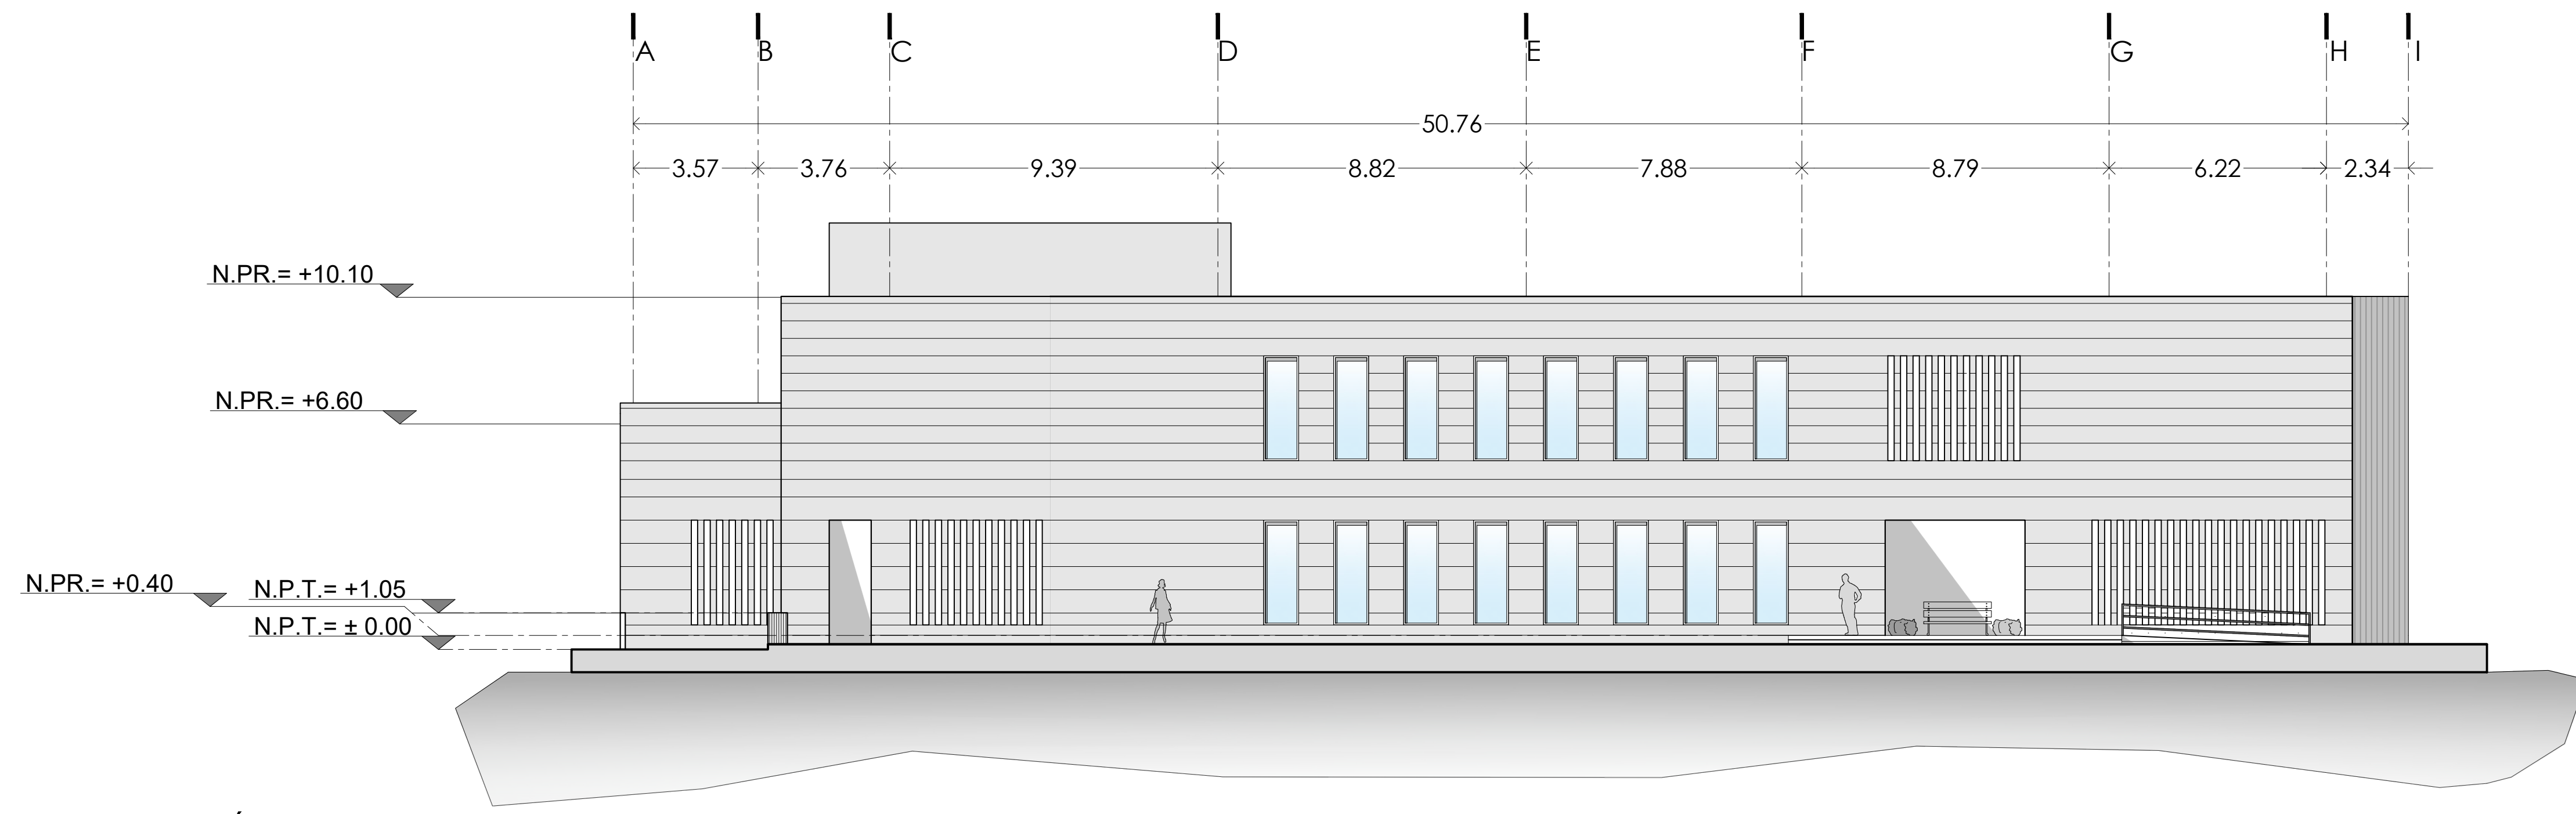 A B C D E F G H I
50.76
3.57 3.76 9.39 8.82 7.88 8.79 6.22 2.34
N.PR.= +10.10
N.PR.= +6.60
N.PR.= +0.40
N.P.T.= +1.05
N.P.T.= ± 0.00